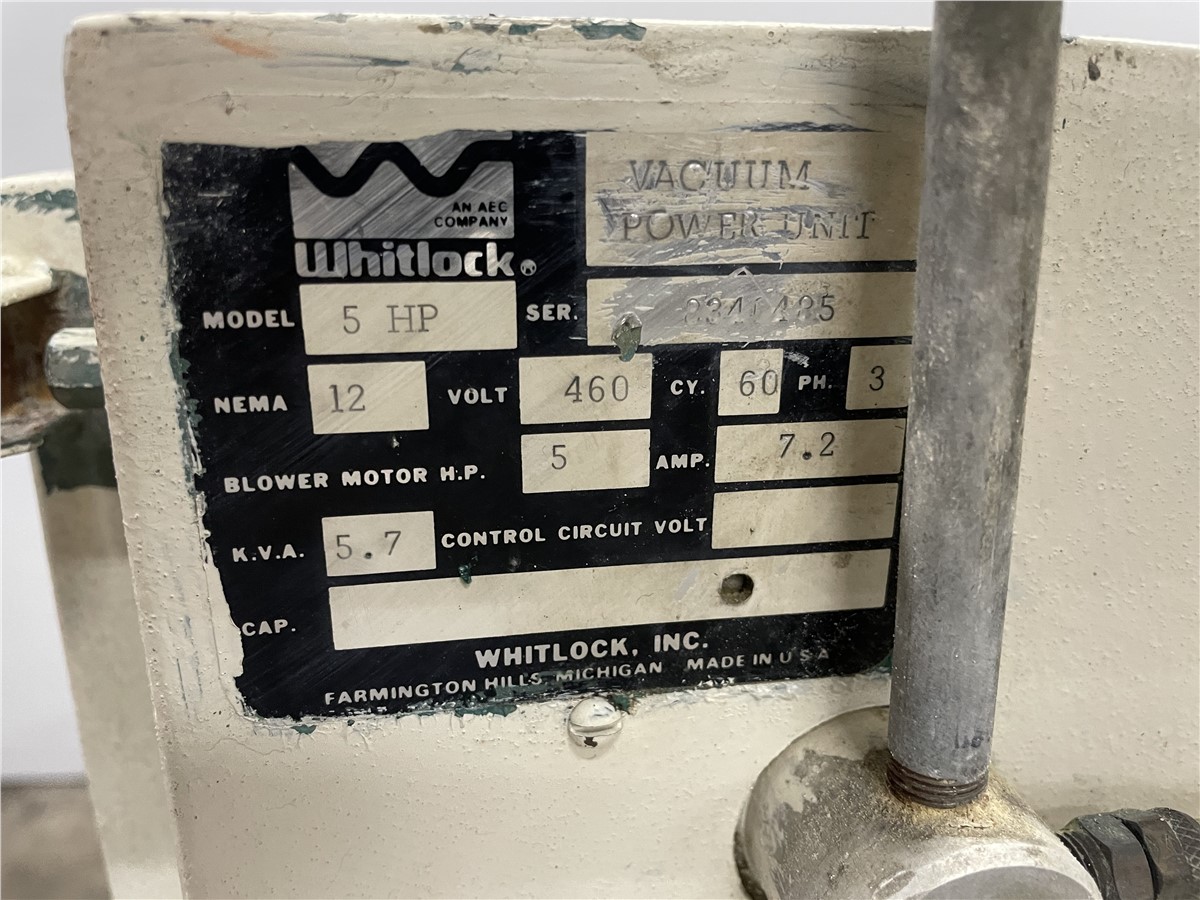 AN AEC
COMPANY
Whitlock®
VACUUM
POWER UNIT
MODEL 5 HP SER.
NEMA 12 VOLT 460 CY. 60 PH. 3
BLOWER MOTOR H.P. 5 AMP. 7.2
K.V.A. 5.7 CONTROL CIRCUIT VOLT
CAP.
WHITLOCK, INC.
FARMINGTON HILLS, MICHIGAN MADE IN U S A